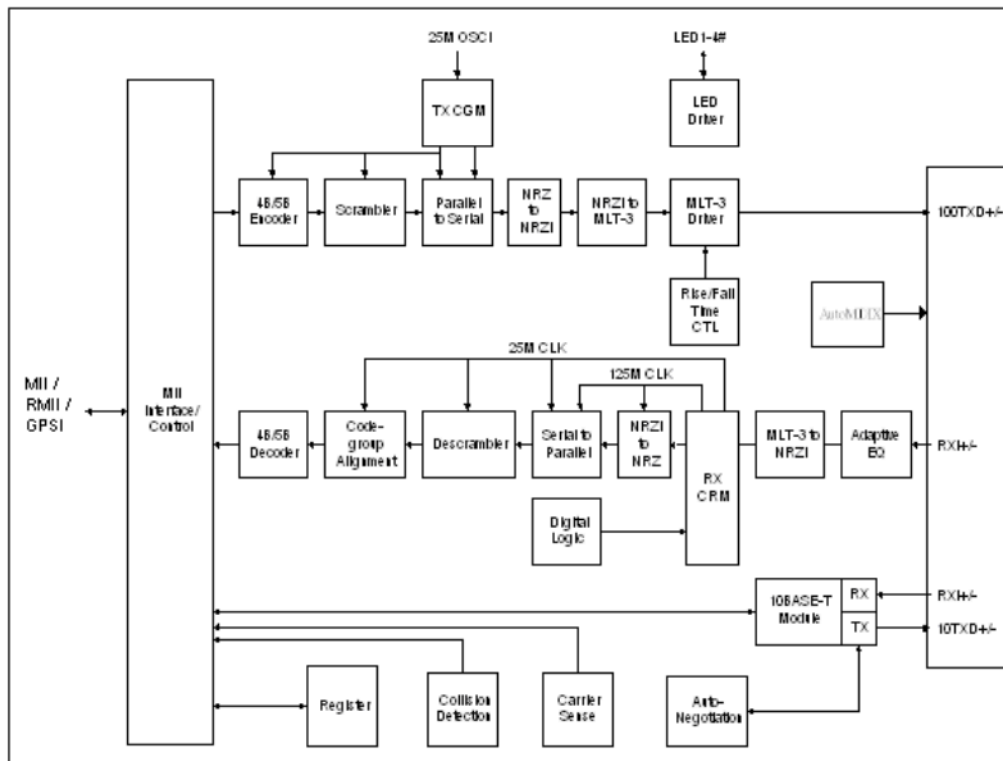 25M OSCI
LED1-4#
TX CGM
LED
Driver
4B/5B
Encoder
Scrambler
Parallel
to Serial
NRZ
to
NRZI
NRZI to
MLT-3
MLT-3
Driver
100TXD+/-
Rise/Fall
Time
CTL
AutoMDIX
25M CLK
125M CLK
MII /
RMII /
GPSI
MII
Interface/
Control
4B/5B
Decoder
Code-
group
Alignment
Descrambler
Serial to
Parallel
NRZI
to
NRZ
RX
CRM
MLT-3 to
NRZI
Adaptive
EQ
RXI+/-
Digital
Logic
10BASE-T
Module
RX
TX
RXI+/-
10TXD+/-
Register
Collision
Detection
Carrier
Sense
Auto-
Negotiation